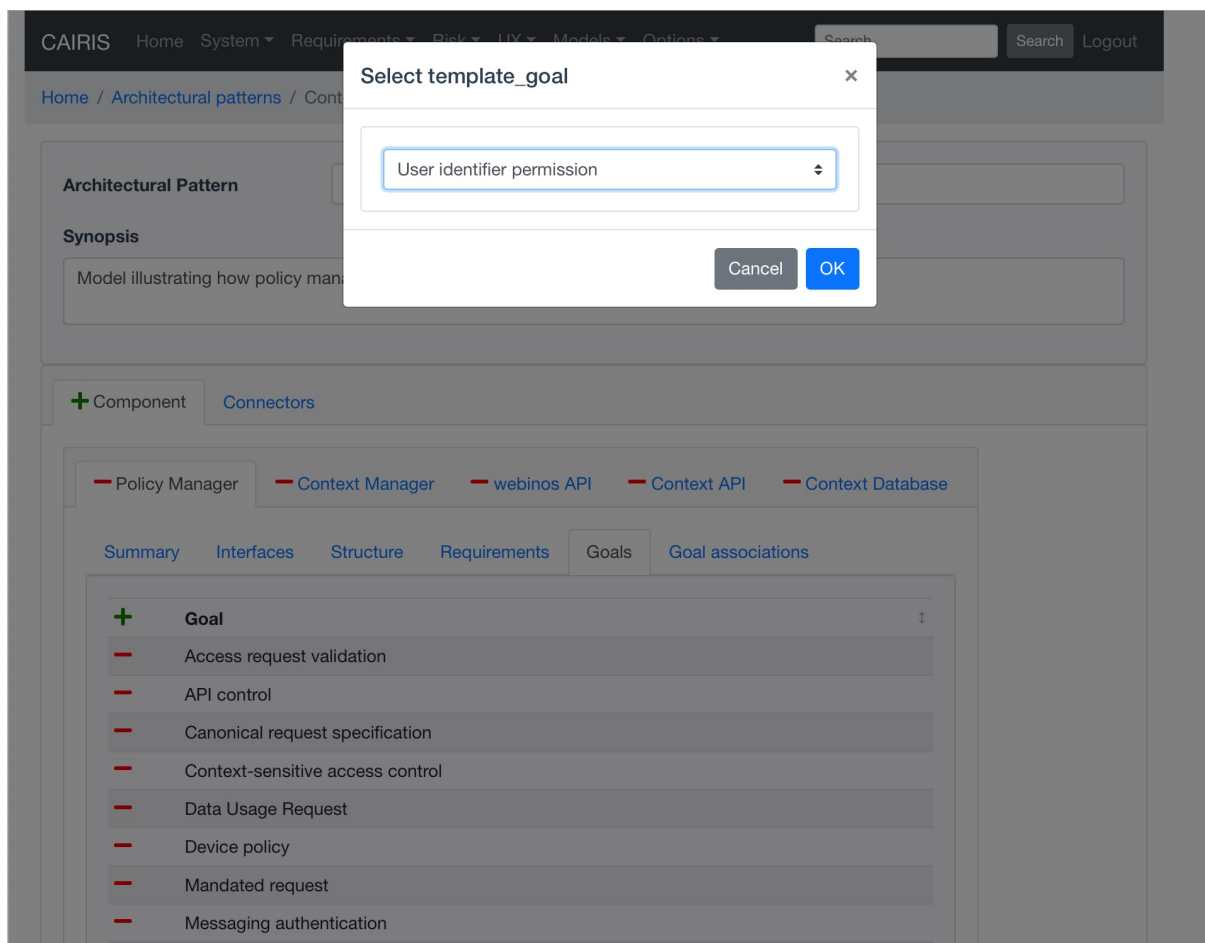 CAIRIS Home System Requirements Risk UX Models Options Search Search Logout
Home / Architectural patterns / Cont
Select template_goal ×
User identifier permission
Cancel OK
Architectural Pattern
Synopsis
Model illustrating how policy mana
+ Component Connectors
Policy Manager Context Manager webinos API Context API Context Database
Summary Interfaces Structure Requirements Goals Goal associations
+ Goal
Access request validation
API control
Canonical request specification
Context-sensitive access control
Data Usage Request
Device policy
Mandated request
Messaging authentication